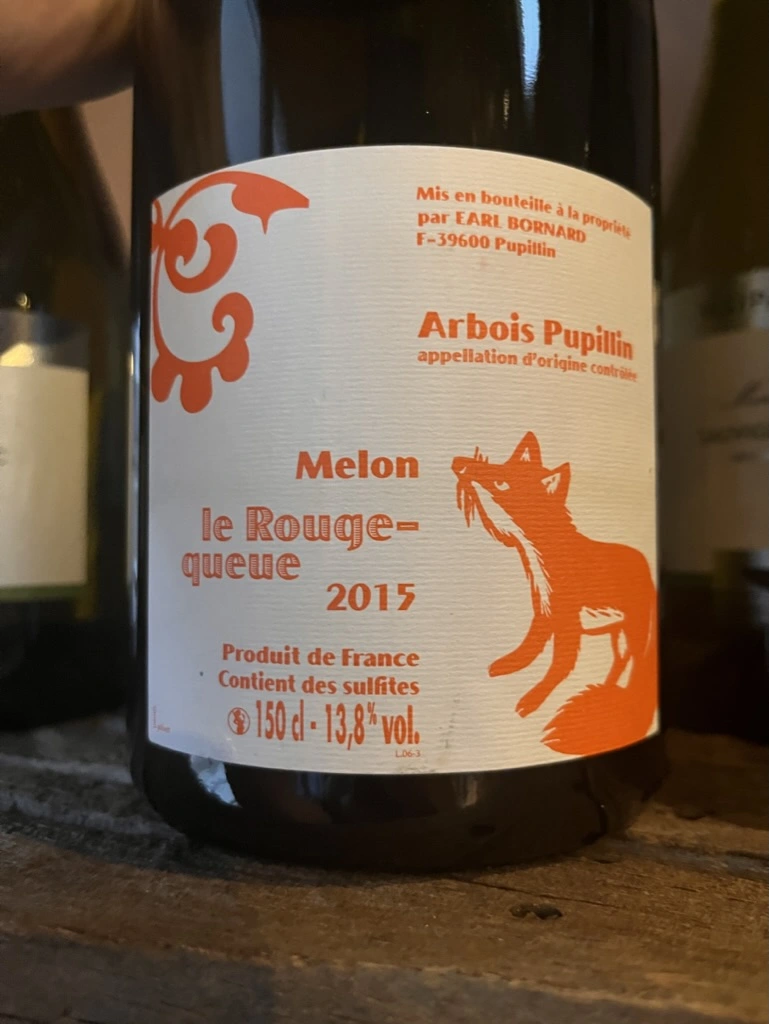 Mis en bouteille à la propriété
par EARL BORNARD
F-39600 Pupillin
Arbois Pupillin
appellation d'origine contrôlée
Melon
le Rouge-
queue
2015
Produit de France
Contient des sulfites
150 cl - 13,8% vol.
L.06-3